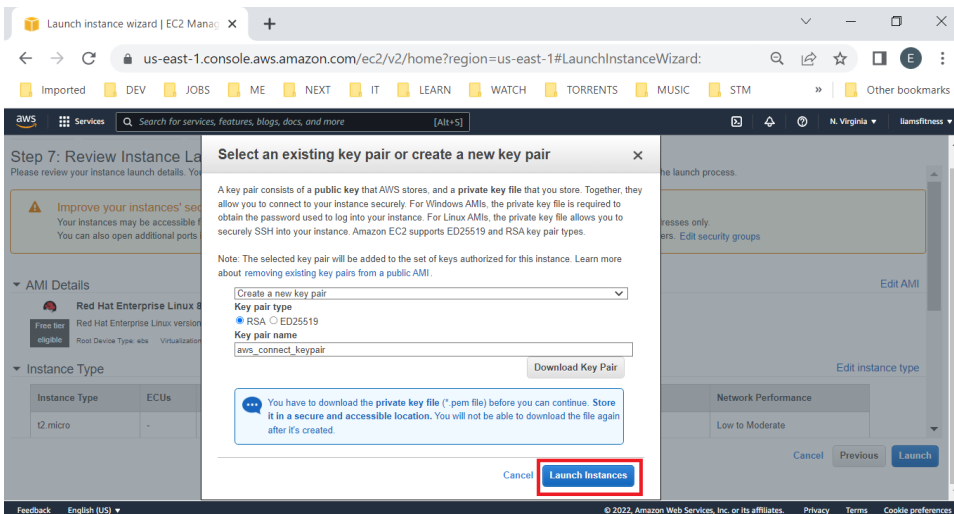 Launch instance wizard | EC2 Manag
us-east-1.console.aws.amazon.com/ec2/v2/home?region=us-east-1#LaunchInstanceWizard:
E
Imported DEV JOBS ME NEXT IT LEARN WATCH TORRENTS MUSIC STM » Other bookmarks
aws Services Search for services, features, blogs, docs, and more [Alt+S] N. Virginia liamsfitness
Step 7: Review Instance La
Please review your instance launch details. You
he launch process.
Improve your instances' sec
Your instances may be accessible f
resses only.
You can also open additional ports
ers. Edit security groups
AMI Details
Edit AMI
Red Hat Enterprise Linux 8
Free tier eligible
Red Hat Enterprise Linux version
Root Device Type: ebs Virtualization
Instance Type
Edit instance type
Instance Type ECUs Network Performance
t2.micro - Low to Moderate
Cancel Previous Launch
Select an existing key pair or create a new key pair
A key pair consists of a public key that AWS stores, and a private key file that you store. Together, they
allow you to connect to your instance securely. For Windows AMIs, the private key file is required to
obtain the password used to log into your instance. For Linux AMIs, the private key file allows you to
securely SSH into your instance. Amazon EC2 supports ED25519 and RSA key pair types.
Note: The selected key pair will be added to the set of keys authorized for this instance. Learn more
about removing existing key pairs from a public AMI.
Create a new key pair
Key pair type
RSA ED25519
Key pair name
aws_connect_keypair
Download Key Pair
You have to download the private key file (*.pem file) before you can continue. Store
it in a secure and accessible location. You will not be able to download the file again
after it's created.
Cancel Launch Instances
Feedback English (US) © 2022, Amazon Web Services, Inc. or its affiliates. Privacy Terms Cookie preferences